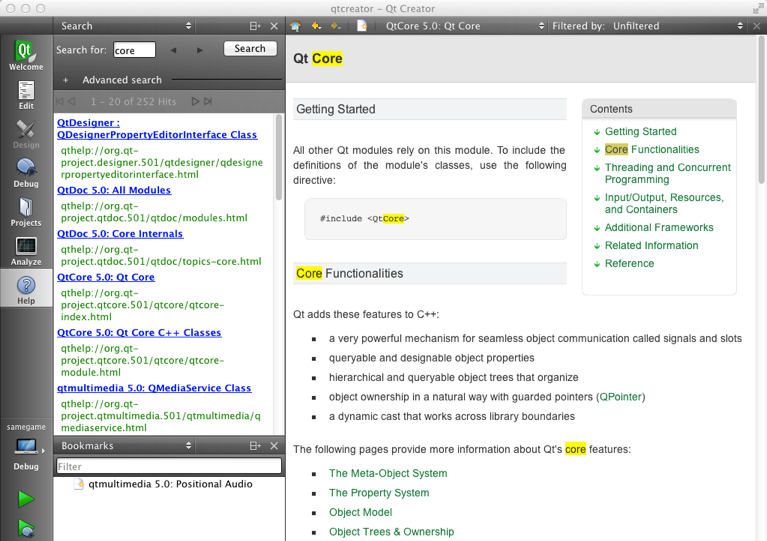 qtcreator - Qt Creator
Search
QtCore 5.0: Qt Core
Filtered by: Unfiltered
Qt
Welcome
Edit
Design
Debug
Projects
Analyze
Help
samegame
Debug
Search for: core
Search
+ Advanced search
1 - 20 of 252 Hits
QtDesigner :
QDesignerPropertyEditorInterface Class
qthelp://org.qt-
project.designer.501/qtdesigner/qdesigne
rpropertyeditorinterface.html
QtDoc 5.0: All Modules
qthelp://org.qt-
project.qtdoc.501/qtdoc/modules.html
QtDoc 5.0: Core Internals
qthelp://org.qt-
project.qtdoc.501/qtdoc/topics-core.html
QtCore 5.0: Qt Core
qthelp://org.qt-
project.qtcore.501/qtcore/qtcore-
index.html
QtCore 5.0: Qt Core C++ Classes
qthelp://org.qt-
project.qtcore.501/qtcore/qtcore-
module.html
qtmultimedia 5.0: QMediaService Class
qthelp://org.qt-
project.qtmultimedia.501/qtmultimedia/q
mediaservice.html
Bookmarks
Filter
qtmultimedia 5.0: Positional Audio
Qt Core
Getting Started
All other Qt modules rely on this module. To include the
definitions of the module's classes, use the following
directive:
#include <QtCore>
Contents
Getting Started
Core Functionalities
Threading and Concurrent
Programming
Input/Output, Resources,
and Containers
Additional Frameworks
Related Information
Reference
Core Functionalities
Qt adds these features to C++:
a very powerful mechanism for seamless object communication called signals and slots
queryable and designable object properties
hierarchical and queryable object trees that organize
object ownership in a natural way with guarded pointers (QPointer)
a dynamic cast that works across library boundaries
The following pages provide more information about Qt's core features:
The Meta-Object System
The Property System
Object Model
Object Trees & Ownership